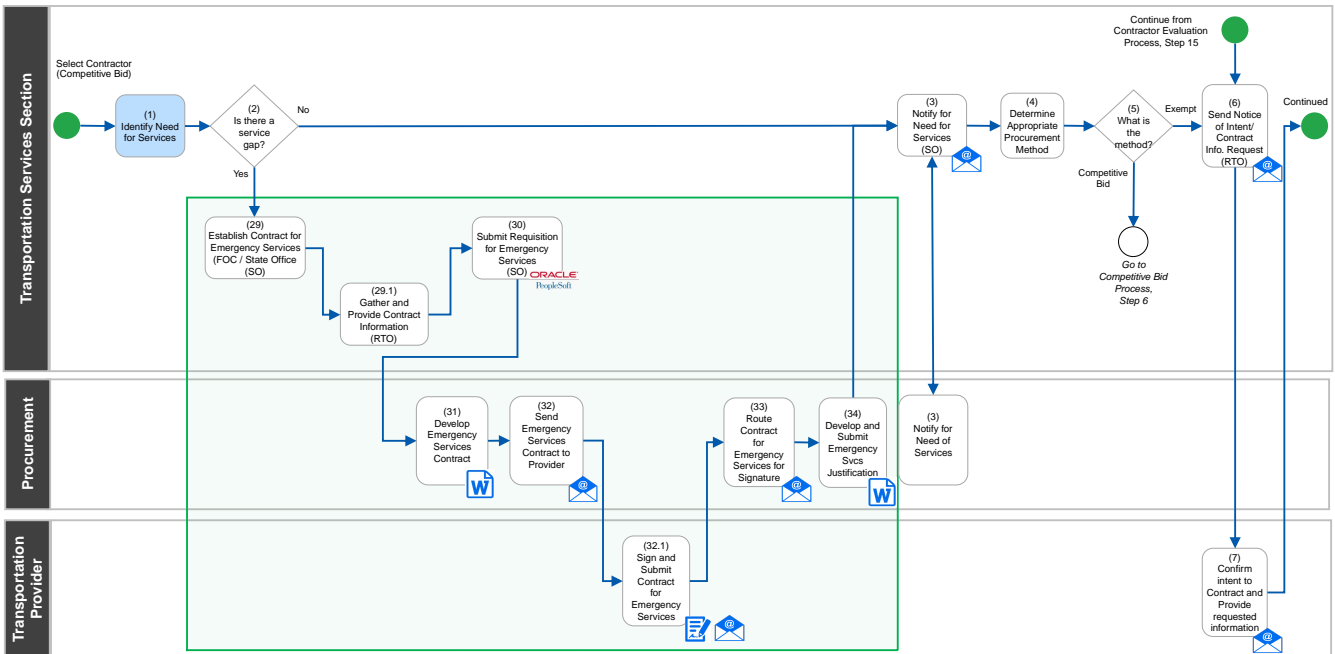 Transportation Services Section
Select Contractor
(Competitive Bid)
(1)
Identify Need
for Services
(2)
Is there a
service
gap?
No
Yes
(3)
Notify for
Need for
Services
(SO)
@
(4)
Determine
Appropriate
Procurement
Method
(5)
What is
the
method?
Exempt
Competitive
Bid
Go to
Competitive Bid
Process,
Step 6
Continue from
Contractor Evaluation
Process, Step 15
(6)
Send Notice
of Intent/
Contract
Info. Request
(RTO)
@
Continued
(29)
Establish Contract for
Emergency Services
(FOC / State Office
(SO)
(29.1)
Gather and
Provide Contract
Information
(RTO)
(30)
Submit Requisition
for Emergency
Services
(SO)
ORACLE
PeopleSoft
Procurement
(31)
Develop
Emergency
Services
Contract
W
(32)
Send
Emergency
Services
Contract to
Provider
@
(33)
Route
Contract
for
Emergency
Services for
Signature
@
(34)
Develop and
Submit
Emergency
Svcs
Justification
W
(3)
Notify for
Need of
Services
Transportation
Provider
(32.1)
Sign and
Submit
Contract
for
Emergency
Services
@
(7)
Confirm
intent to
Contract and
Provide
requested
information
@